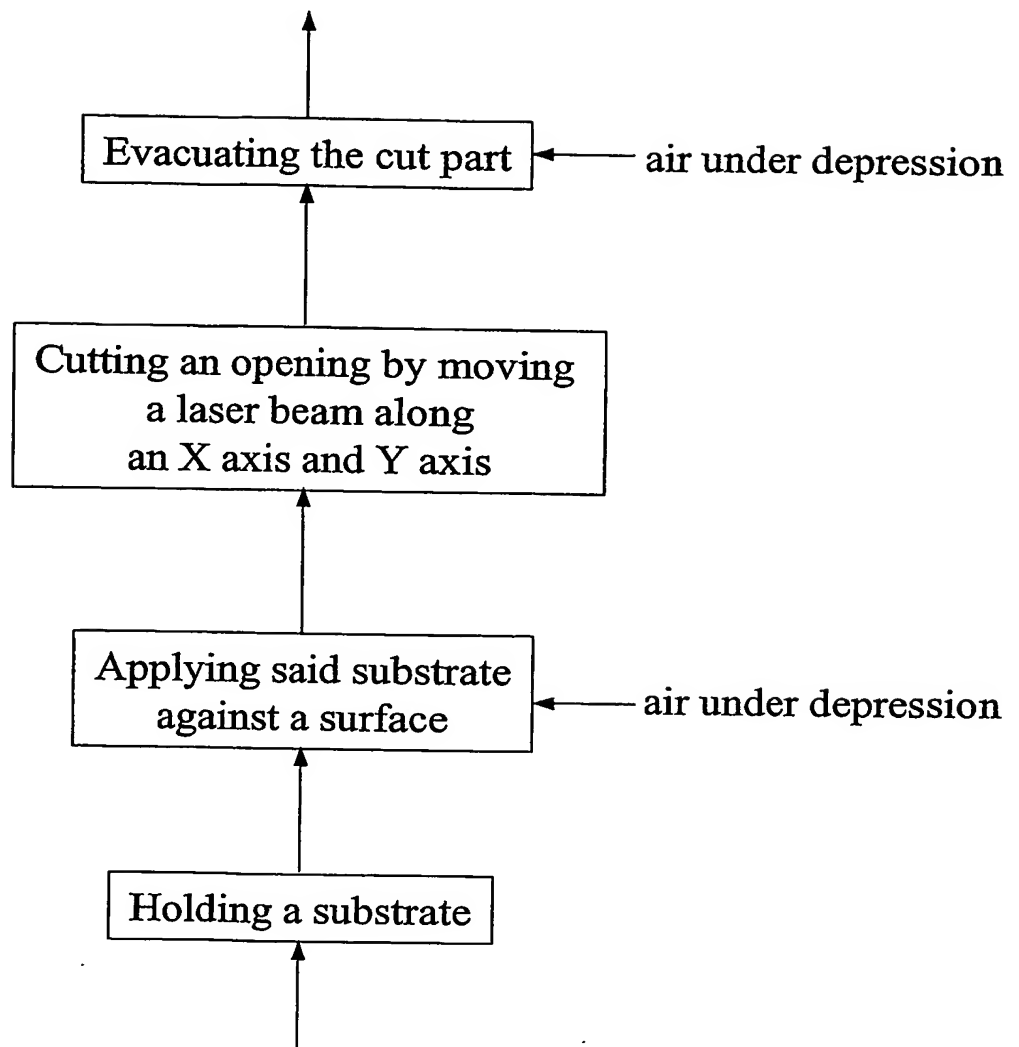 Evacuating the cut part
air under depression
Cutting an opening by moving
a laser beam along
an X axis and Y axis
Applying said substrate
against a surface
air under depression
Holding a substrate